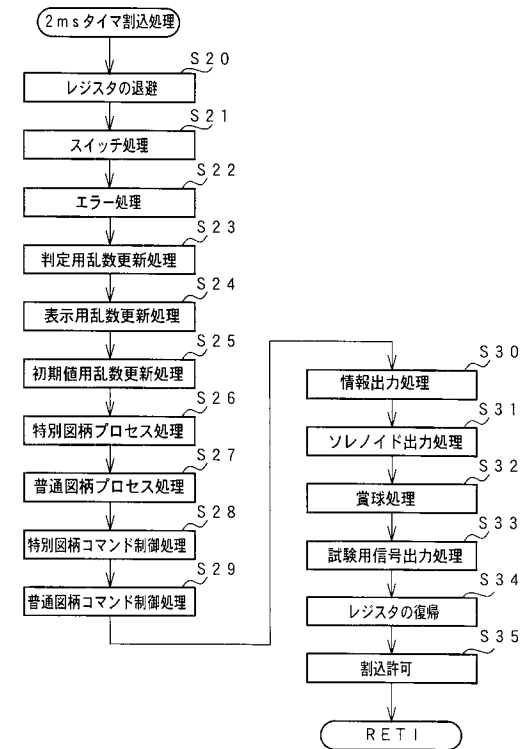 2msタイマ割込処理
S20
レジスタの退避
S21
スイッチ処理
S22
エラー処理
S23
判定用乱数更新処理
S24
表示用乱数更新処理
S25
初期値用乱数更新処理
S26
特別図柄プロセス処理
S27
普通図柄プロセス処理
S28
特別図柄コマンド制御処理
S29
普通図柄コマンド制御処理
S30
情報出力処理
S31
ソレノイド出力処理
S32
賞球処理
S33
試験用信号出力処理
S34
レジスタの復帰
S35
割込許可
RETI